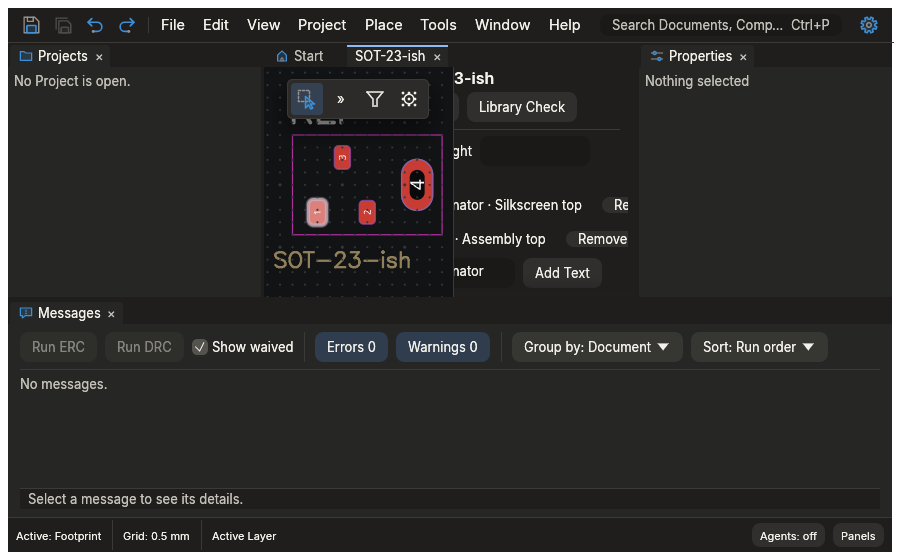 File Edit View Project Place Tools Window Help Search Documents, Comp... Ctrl+P
Projects × Start SOT-23-ish × Properties ×
No Project is open.
3-ish
Nothing selected
»
Library Check
ght
3
4
1
2
nator · Silkscreen top Re
· Assembly top Remove
SOT-23-ish
nator Add Text
Messages ×
Run ERC Run DRC Show waived Errors 0 Warnings 0 Group by: Document Sort: Run order
No messages.
Select a message to see its details.
Active: Footprint Grid: 0.5 mm Active Layer Agents: off Panels